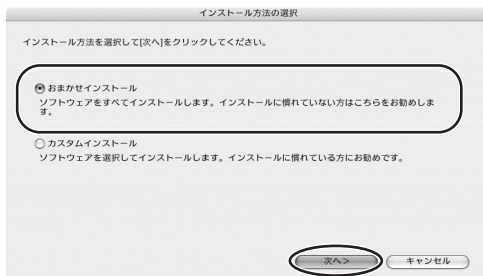 インストール方法の選択
インストール方法を選択して[次へ]をクリックしてください。
おまかせインストール
ソフトウェアをすべてインストールします。インストールに慣れていない方はこちらをお勧めしま
す。
カスタムインストール
ソフトウェアを選択してインストールします。インストールに慣れている方にお勧めです。
次へ> キャンセル